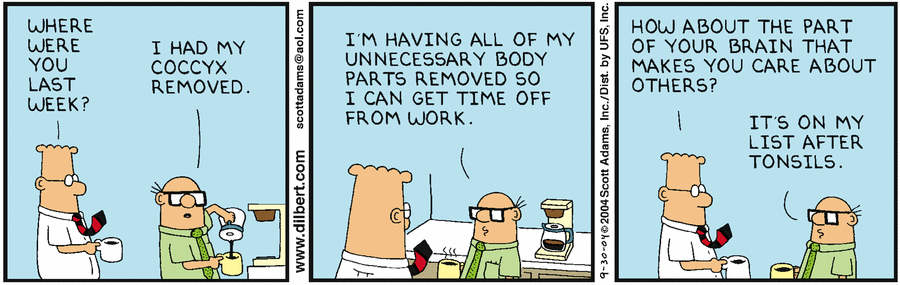 WHERE
WERE
YOU
LAST
WEEK?
I HAD MY
COCCYX
REMOVED.
www.dilbert.com
scottadams@aol.com
I'M HAVING ALL OF MY
UNNECESSARY BODY
PARTS REMOVED SO
I CAN GET TIME OFF
FROM WORK.
9-30-04 © 2004 Scott Adams, Inc./Dist. by UFS, Inc.
HOW ABOUT THE PART
OF YOUR BRAIN THAT
MAKES YOU CARE ABOUT
OTHERS?
IT'S ON MY
LIST AFTER
TONSILS.